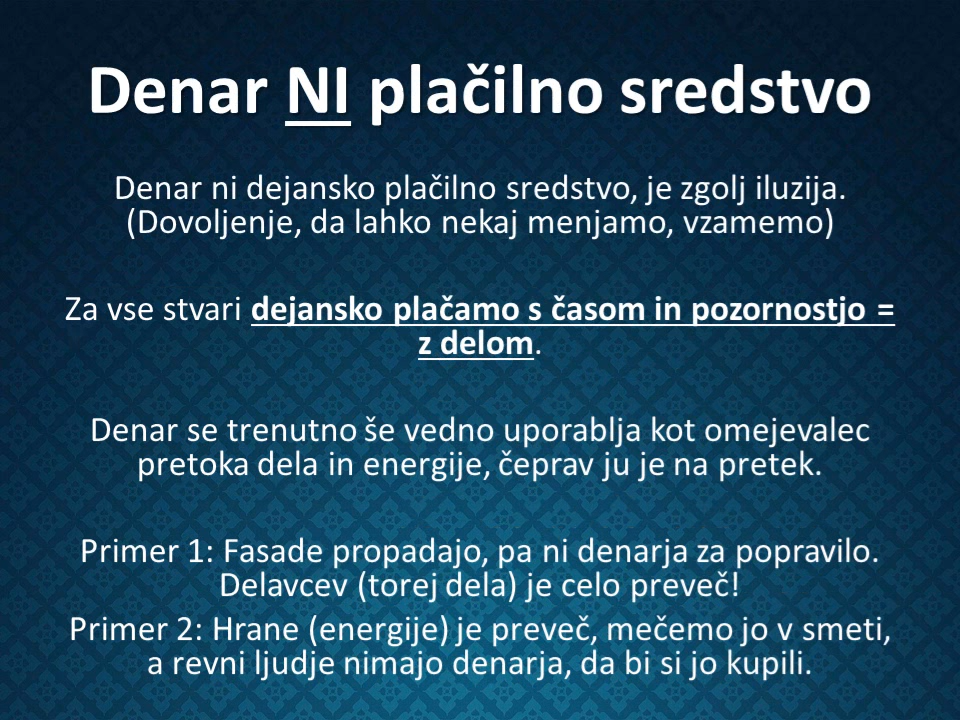 Denar NI plačilno sredstvo
Denar ni dejansko plačilno sredstvo, je zgolj iluzija.
(Dovoljenje, da lahko nekaj menjamo, vzamemo)
Za vse stvari dejansko plačamo s časom in pozornostjo =
z delom.
Denar se trenutno še vedno uporablja kot omejevalec
pretoka dela in energije, čeprav ju je na pretek.
Primer 1: Fasade propadajo, pa ni denarja za popravilo.
Delavcev (torej dela) je celo preveč!
Primer 2: Hrane (energije) je preveč, mečemo jo v smeti,
a revni ljudje nimajo denarja, da bi si jo kupili.